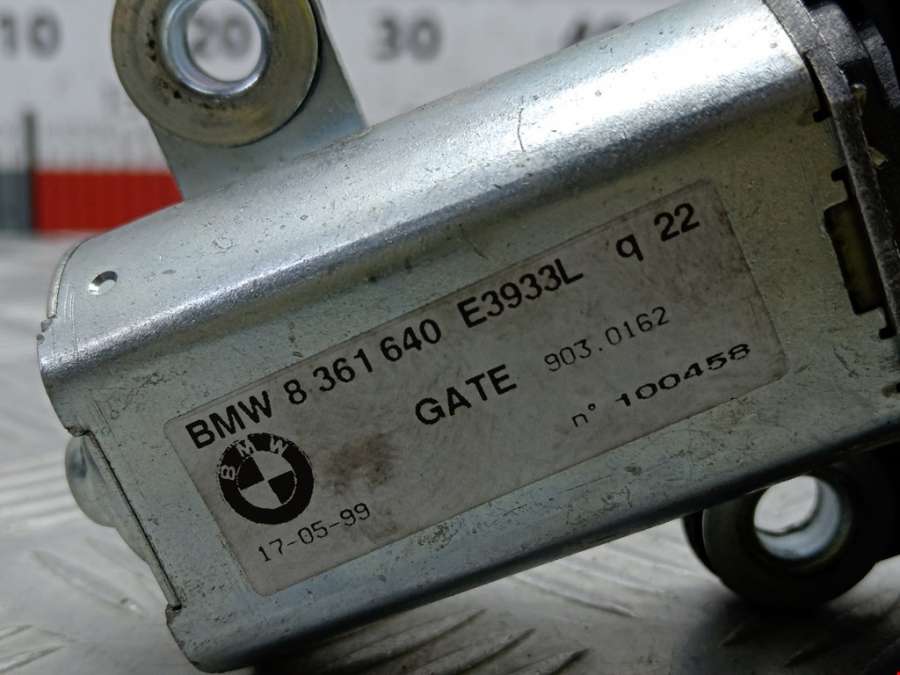 10 20 30 40
BMW 8 361 640 E3933L q 22
GATE 903.0162
n° 100458
BMW
17-05-99